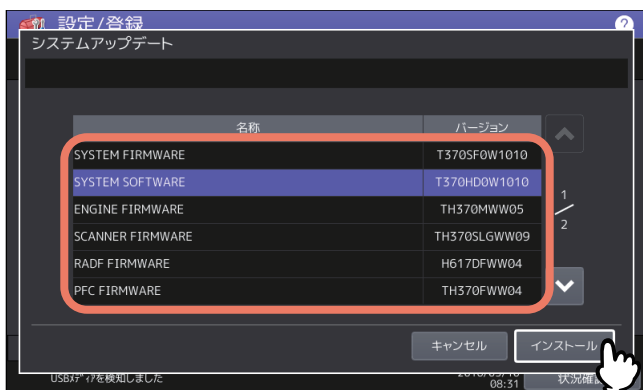 設定/登録
?
システムアップデート
名称 バージョン
SYSTEM FIRMWARE T370SF0W1010
SYSTEM SOFTWARE T370HD0W1010
ENGINE FIRMWARE TH370MWW05
SCANNER FIRMWARE TH370SLGWW09
RADF FIRMWARE H617DFWW04
PFC FIRMWARE TH370FWW04
1
2
キャンセル インストール
USBﾒﾃﾞｨｱを検知しました
08:31
状況確